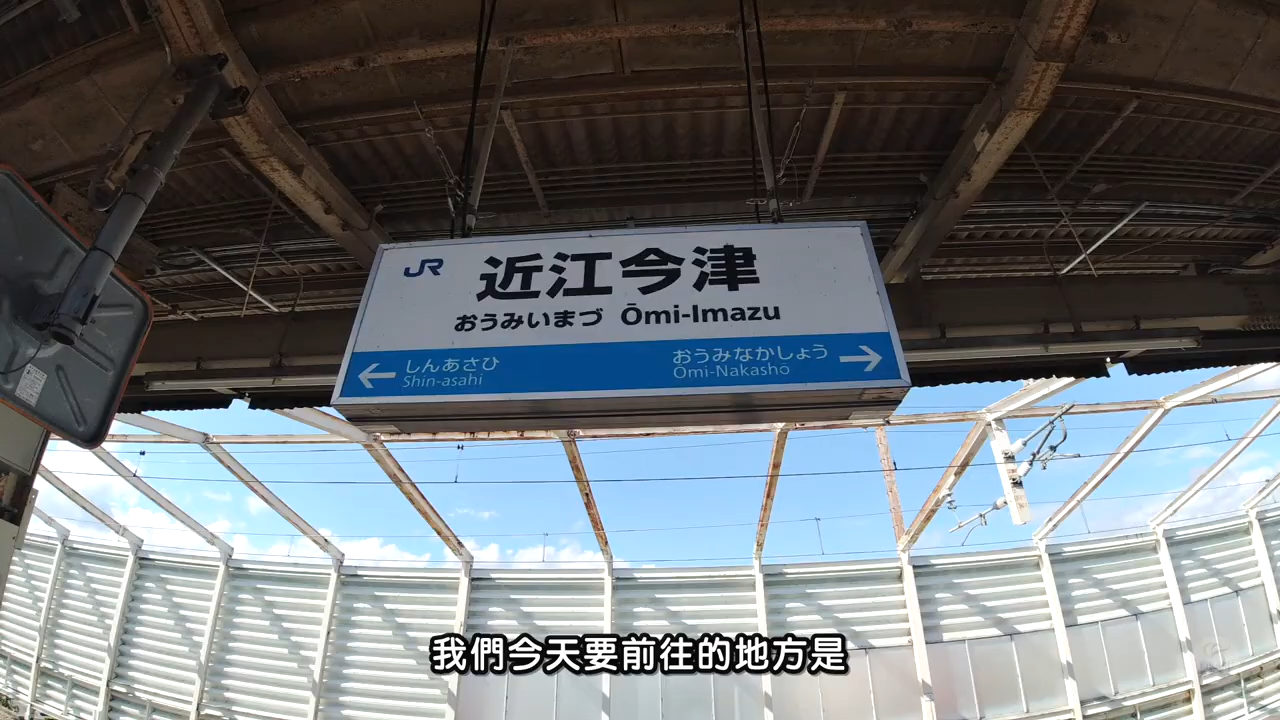 JR
近江今津
おうみいまづ Ōmi-Imazu
← しんあさひ
Shin-asahi
おうみなかしょう →
Ōmi-Nakasho
我們今天要前往的地方是